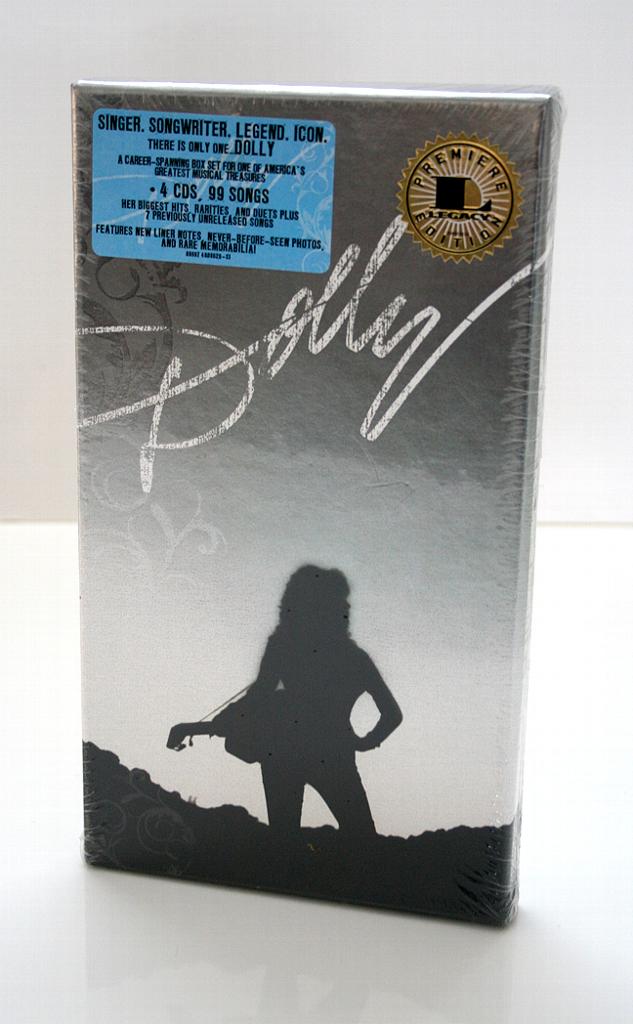 SINGER. SONGWRITER. LEGEND. ICON.
THERE IS ONLY ONE DOLLY
A CAREER-SPANNING BOX SET FOR ONE OF AMERICA'S
GREATEST MUSICAL TREASURES
• 4 CDS, 99 SONGS
HER BIGGEST HITS, RARITIES, AND DUETS PLUS
7 PREVIOUSLY UNRELEASED SONGS
FEATURES NEW LINER NOTES, NEVER-BEFORE-SEEN PHOTOS,
AND RARE MEMORABILIA!
PREMIERE
L
LEGACY
EDITION
Dolly